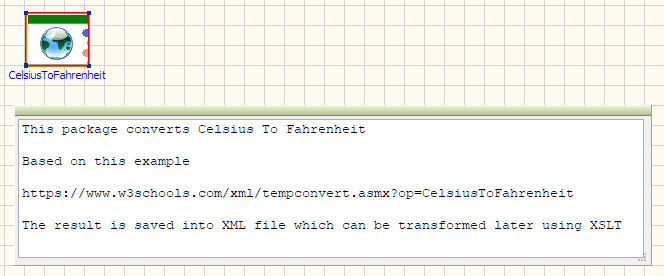 CelsiusToFahrenheit
This package converts Celsius To Fahrenheit
Based on this example
https://www.w3schools.com/xml/tempconvert.asmx?op=CelsiusToFahrenheit
The result is saved into XML file which can be transformed later using XSLT